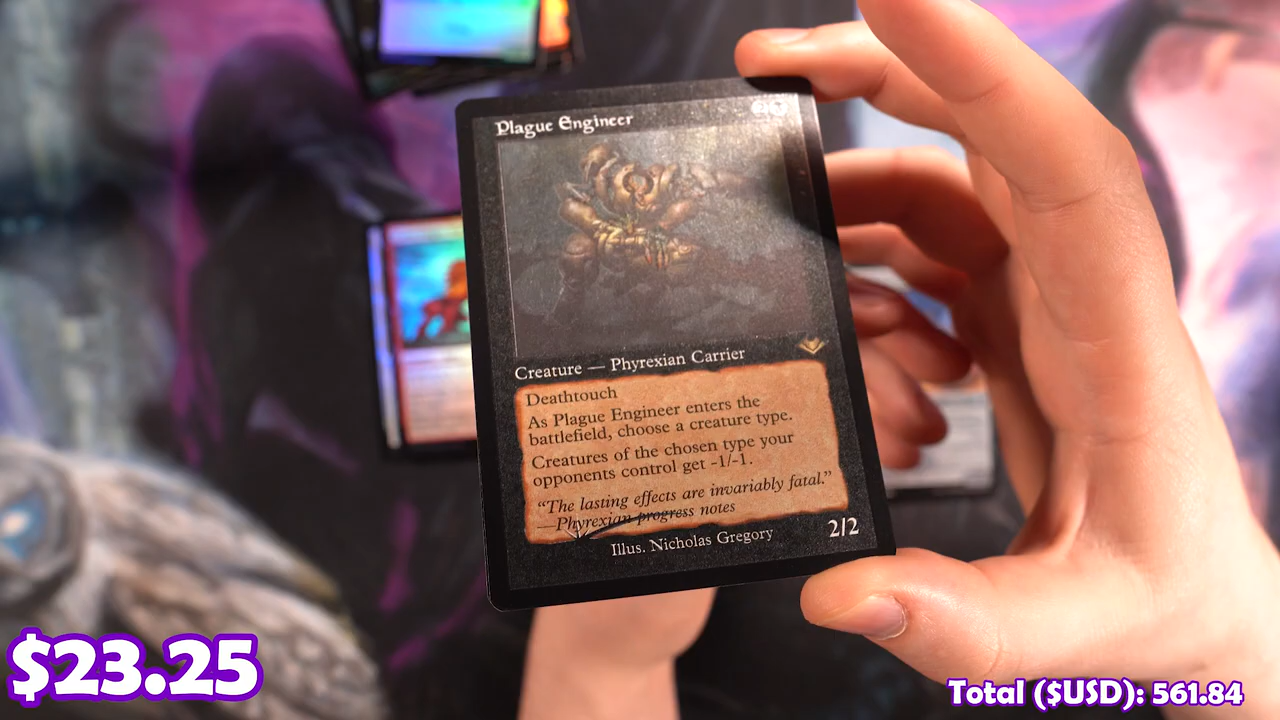 Plague Engineer
Creature — Phyrexian Carrier
Deathtouch
As Plague Engineer enters the
battlefield, choose a creature type.
Creatures of the chosen type your
opponents control get -1/-1.
“The lasting effects are invariably fatal.”
—Phyrexian progress notes
Illus. Nicholas Gregory
2/2
$23.25
Total ($USD): 561.84